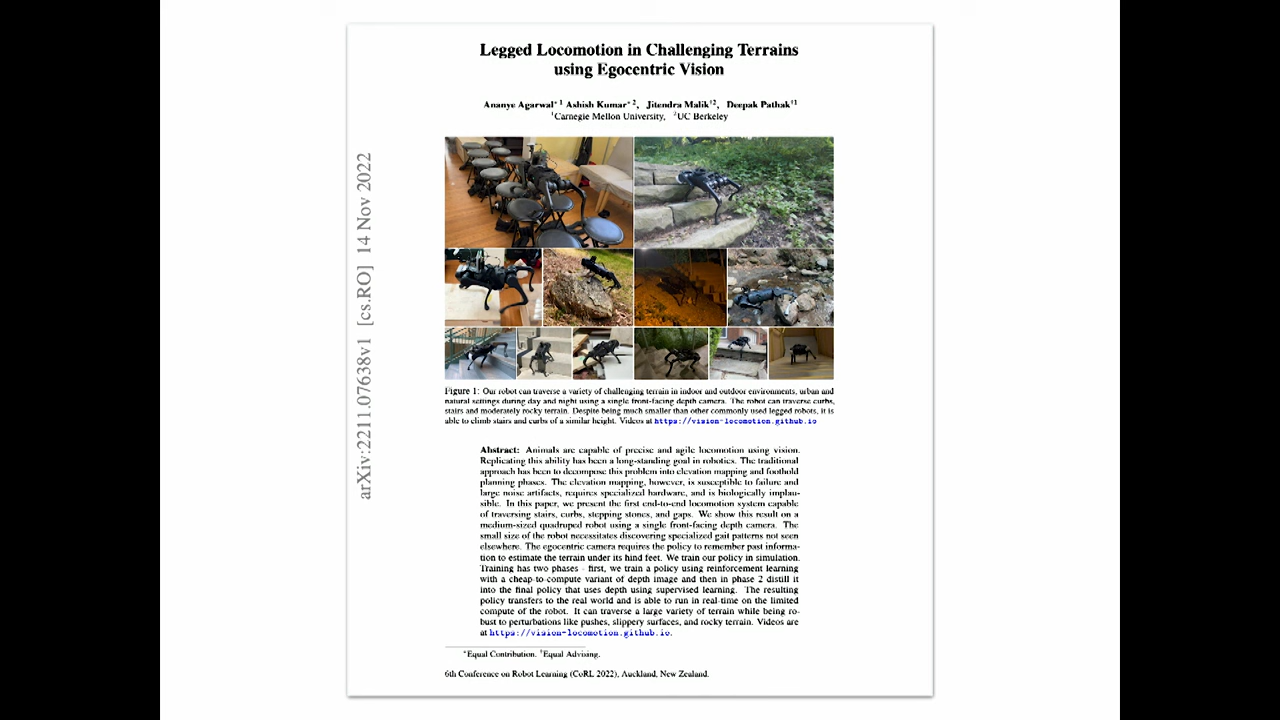 Legged Locomotion in Challenging Terrains
using Egocentric Vision
Ananye Agarwal*1 Ashish Kumar*2, Jitendra Malik†2, Deepak Pathak†1
1Carnegie Mellon University, 2UC Berkeley
arXiv:2211.07638v1 [cs.RO] 14 Nov 2022
Figure 1: Our robot can traverse a variety of challenging terrain in indoor and outdoor environments, urban and
natural settings during day and night using a single front-facing depth camera. The robot can traverse curbs,
stairs and moderately rocky terrain. Despite being much smaller than other commonly used legged robots, it is
able to climb stairs and curbs of a similar height. Videos at https://vision-locomotion.github.io
Abstract: Animals are capable of precise and agile locomotion using vision.
Replicating this ability has been a long-standing goal in robotics. The traditional
approach has been to decompose this problem into elevation mapping and foothold
planning phases. The elevation mapping, however, is susceptible to failure and
large noise artifacts, requires specialized hardware, and is biologically implau-
sible. In this paper, we present the first end-to-end locomotion system capable
of traversing stairs, curbs, stepping stones, and gaps. We show this result on a
medium-sized quadruped robot using a single front-facing depth camera. The
small size of the robot necessitates discovering specialized gait patterns not seen
elsewhere. The egocentric camera requires the policy to remember past informa-
tion to estimate the terrain under its hind feet. We train our policy in simulation.
Training has two phases - first, we train a policy using reinforcement learning
with a cheap-to-compute variant of depth image and then in phase 2 distill it
into the final policy that uses depth using supervised learning. The resulting
policy transfers to the real world and is able to run in real-time on the limited
compute of the robot. It can traverse a large variety of terrain while being ro-
bust to perturbations like pushes, slippery surfaces, and rocky terrain. Videos are
at https://vision-locomotion.github.io.
*Equal Contribution. †Equal Advising.
6th Conference on Robot Learning (CoRL 2022), Auckland, New Zealand.